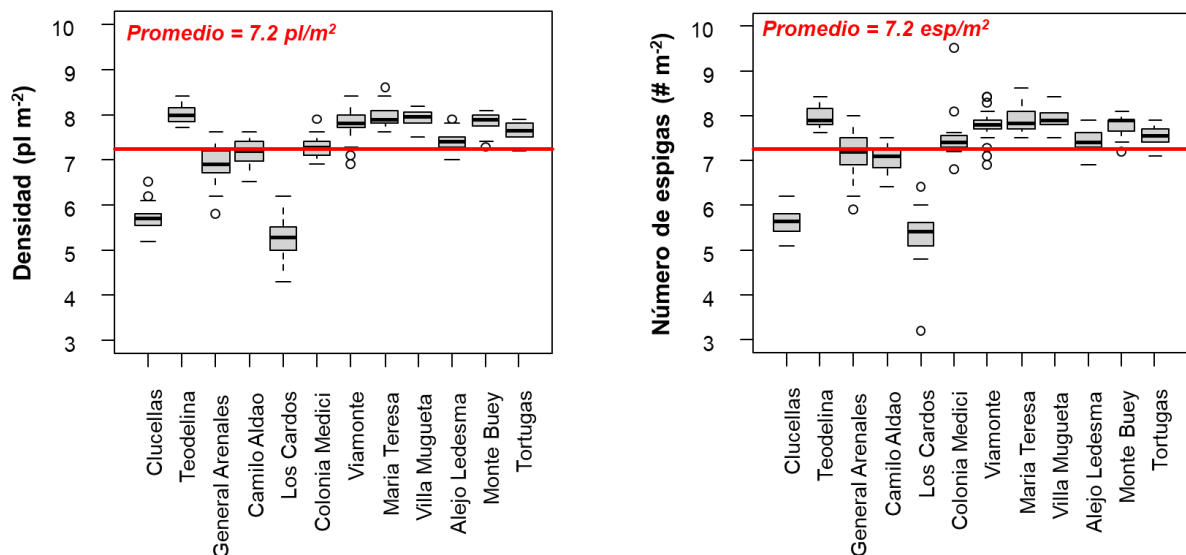 Promedio = 7.2 pl/m²
Densidad (pl m⁻²)
10
9
8
7
6
5
4
3
Clucellas
Teodelina
General Arenales
Camilo Aldao
Los Cardos
Colonia Medici
Viamonte
Maria Teresa
Villa Mugueta
Alejo Ledesma
Monte Buey
Tortugas
Promedio = 7.2 esp/m²
Número de espigas (# m⁻²)
10
9
8
7
6
5
4
3
Clucellas
Teodelina
General Arenales
Camilo Aldao
Los Cardos
Colonia Medici
Viamonte
Maria Teresa
Villa Mugueta
Alejo Ledesma
Monte Buey
Tortugas